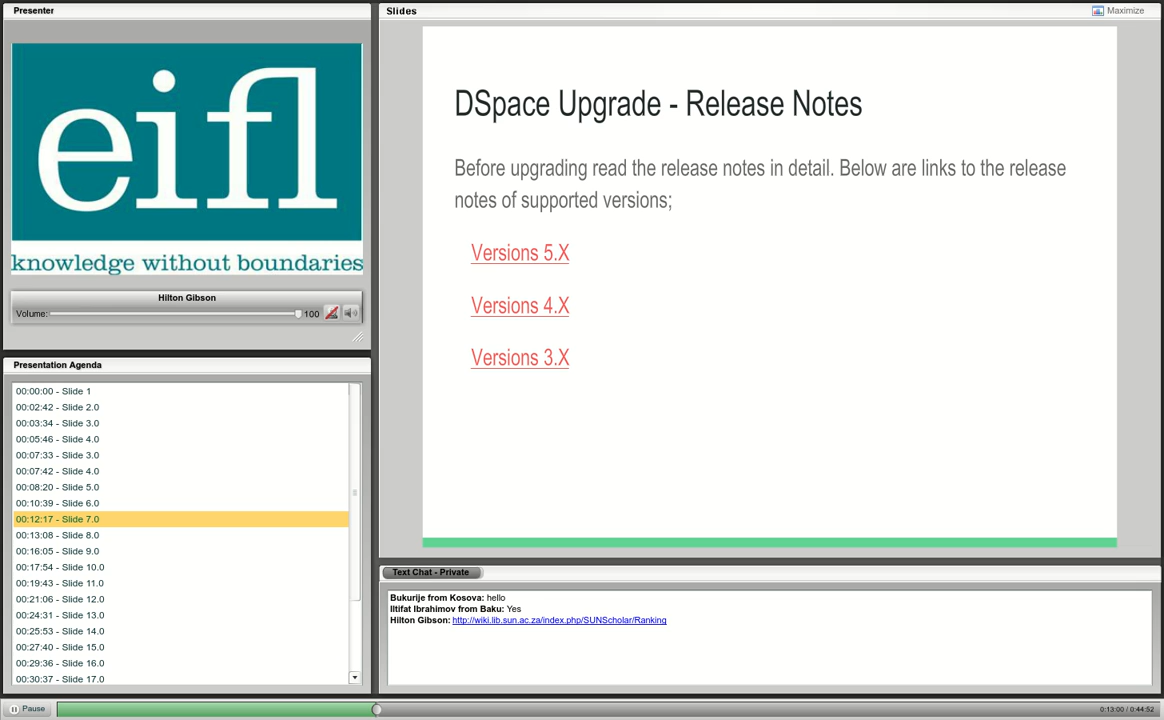 Presenter
eifl
knowledge without boundaries
Hilton Gibson
Volume: 100
Presentation Agenda
00:00:00 - Slide 1
00:02:42 - Slide 2.0
00:03:34 - Slide 3.0
00:05:46 - Slide 4.0
00:07:33 - Slide 3.0
00:07:42 - Slide 4.0
00:08:20 - Slide 5.0
00:10:39 - Slide 6.0
00:12:17 - Slide 7.0
00:13:08 - Slide 8.0
00:16:05 - Slide 9.0
00:17:54 - Slide 10.0
00:19:43 - Slide 11.0
00:21:06 - Slide 12.0
00:24:31 - Slide 13.0
00:25:53 - Slide 14.0
00:27:40 - Slide 15.0
00:29:36 - Slide 16.0
00:30:37 - Slide 17.0
Slides
Maximize
DSpace Upgrade - Release Notes
Before upgrading read the release notes in detail. Below are links to the release
notes of supported versions;
Versions 5.X
Versions 4.X
Versions 3.X
Text Chat - Private
Bukurije from Kosova: hello
Iltifat Ibrahimov from Baku: Yes
Hilton Gibson: http://wiki.lib.sun.ac.za/index.php/SUNScholar/Ranking
Pause
0:13:00 / 0:44:52